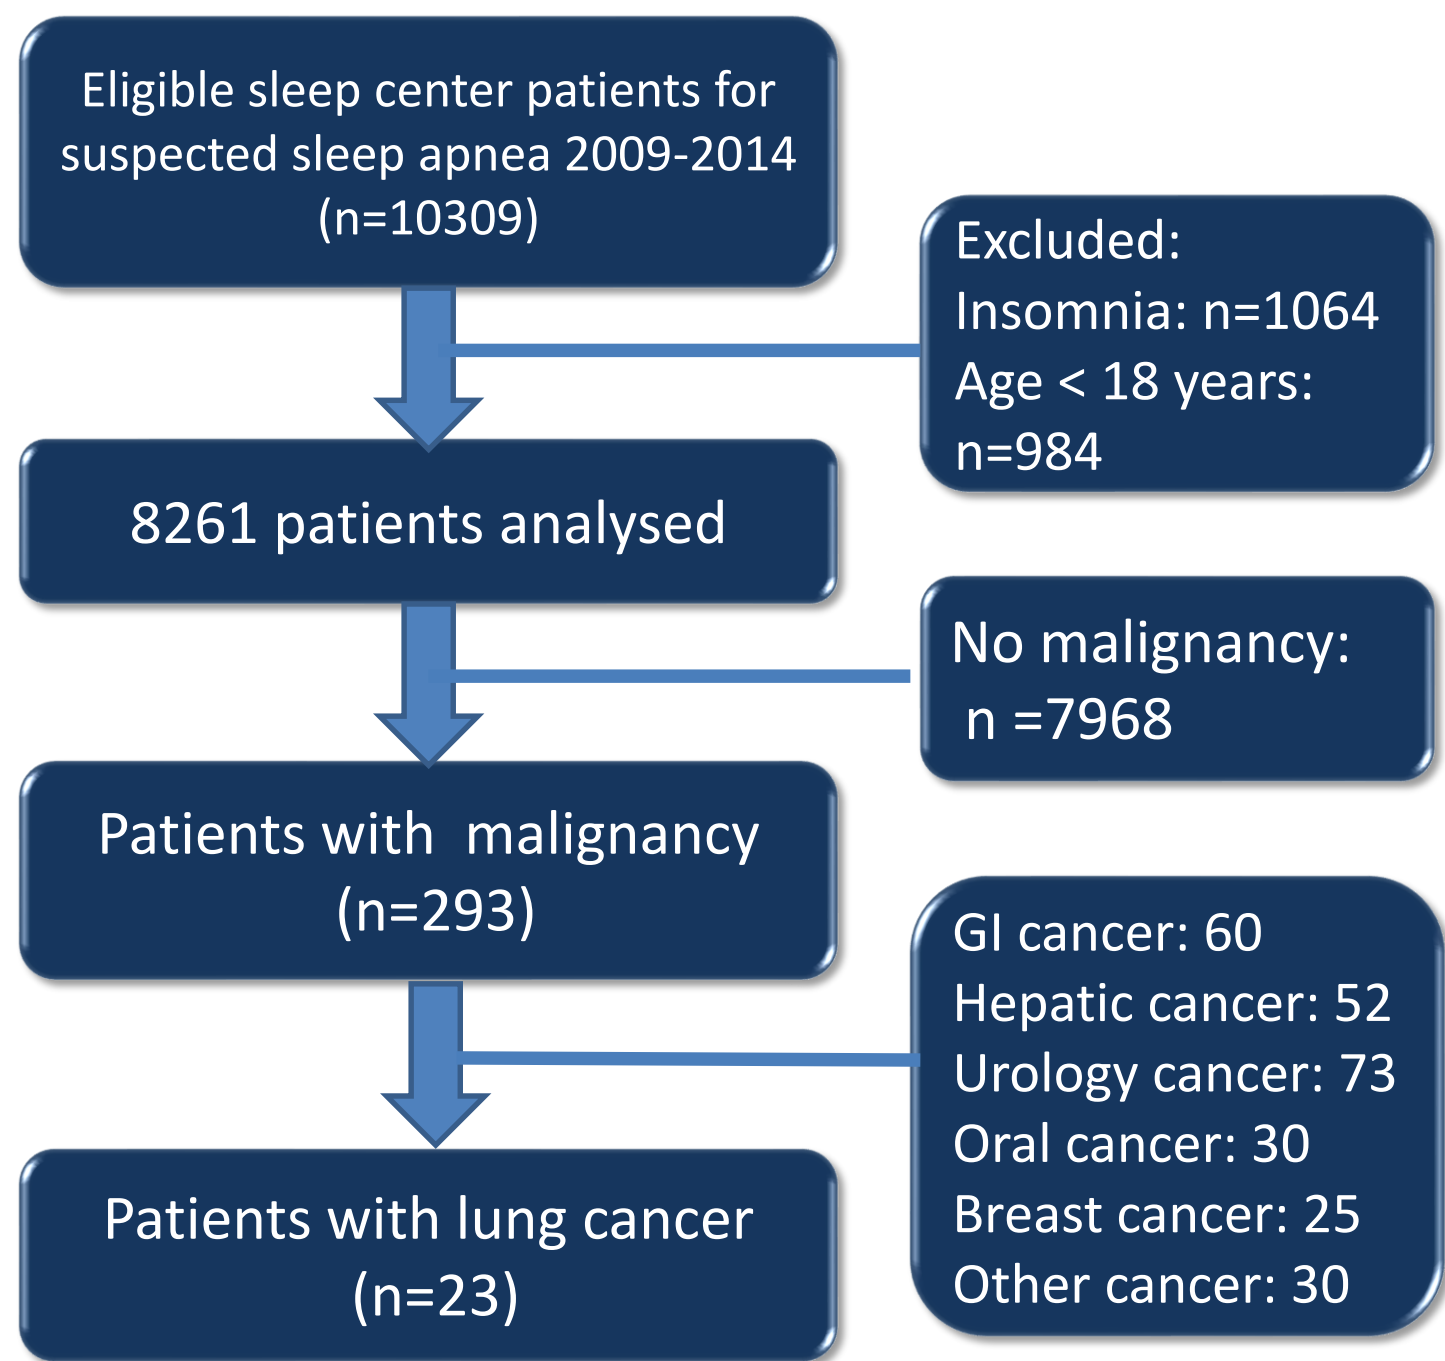 Eligible sleep center patients for
suspected sleep apnea 2009-2014
(n=10309)
Excluded:
Insomnia: n=1064
Age < 18 years:
n=984
8261 patients analysed
No malignancy:
n =7968
Patients with  malignancy
(n=293)
GI cancer: 60
Hepatic cancer: 52
Urology cancer: 73
Oral cancer: 30
Breast cancer: 25
Other cancer: 30
Patients with lung cancer
(n=23)